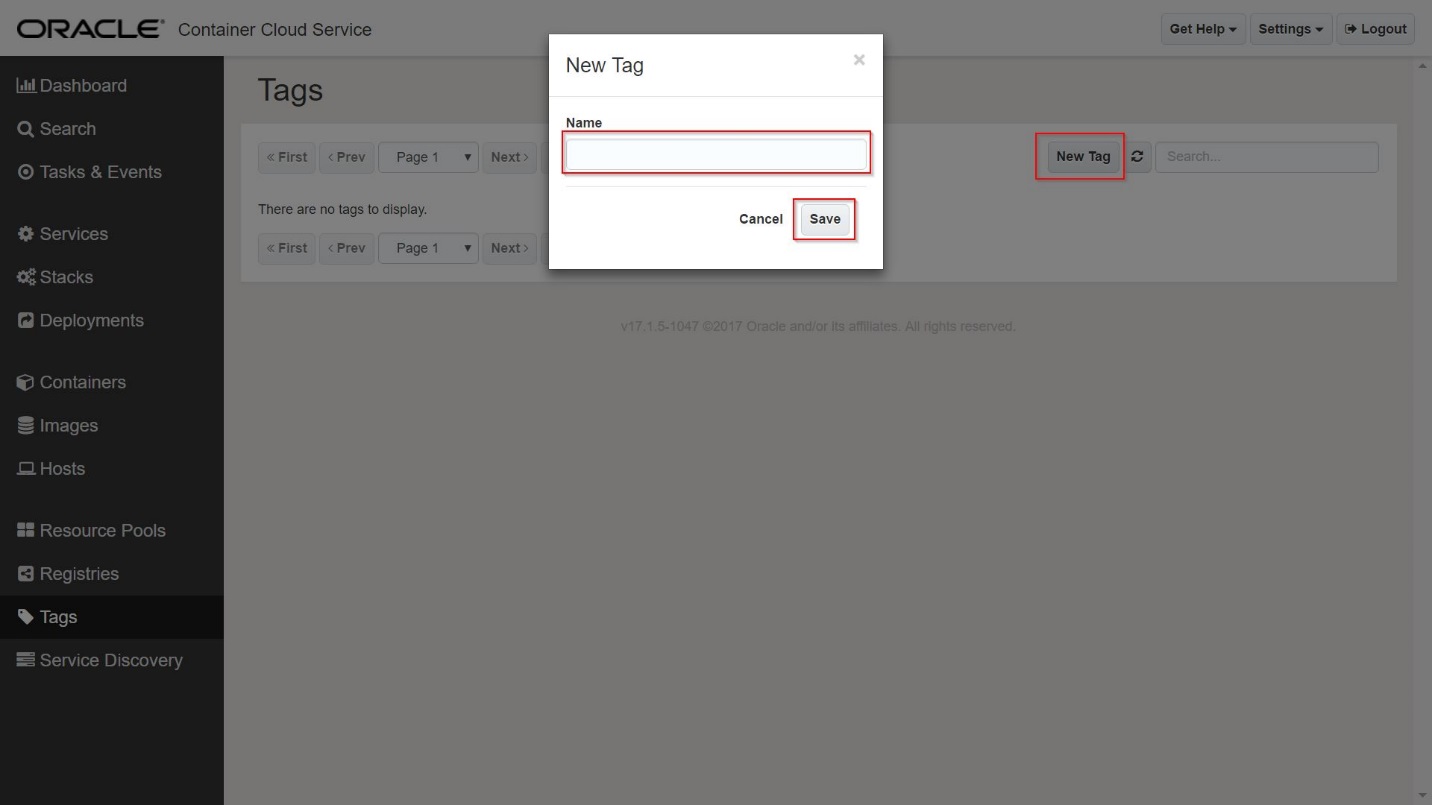 ORACLE Container Cloud Service
Get Help Settings Logout
Dashboard
Search
Tasks & Events
Services
Stacks
Deployments
Containers
Images
Hosts
Resource Pools
Registries
Tags
Service Discovery
Tags
First Prev Page 1 Next
New Tag Search...
There are no tags to display.
First Prev Page 1 Next
New Tag ×
Name
Cancel Save
v17.1.5-1047 ©2017 Oracle and/or its affiliates. All rights reserved.